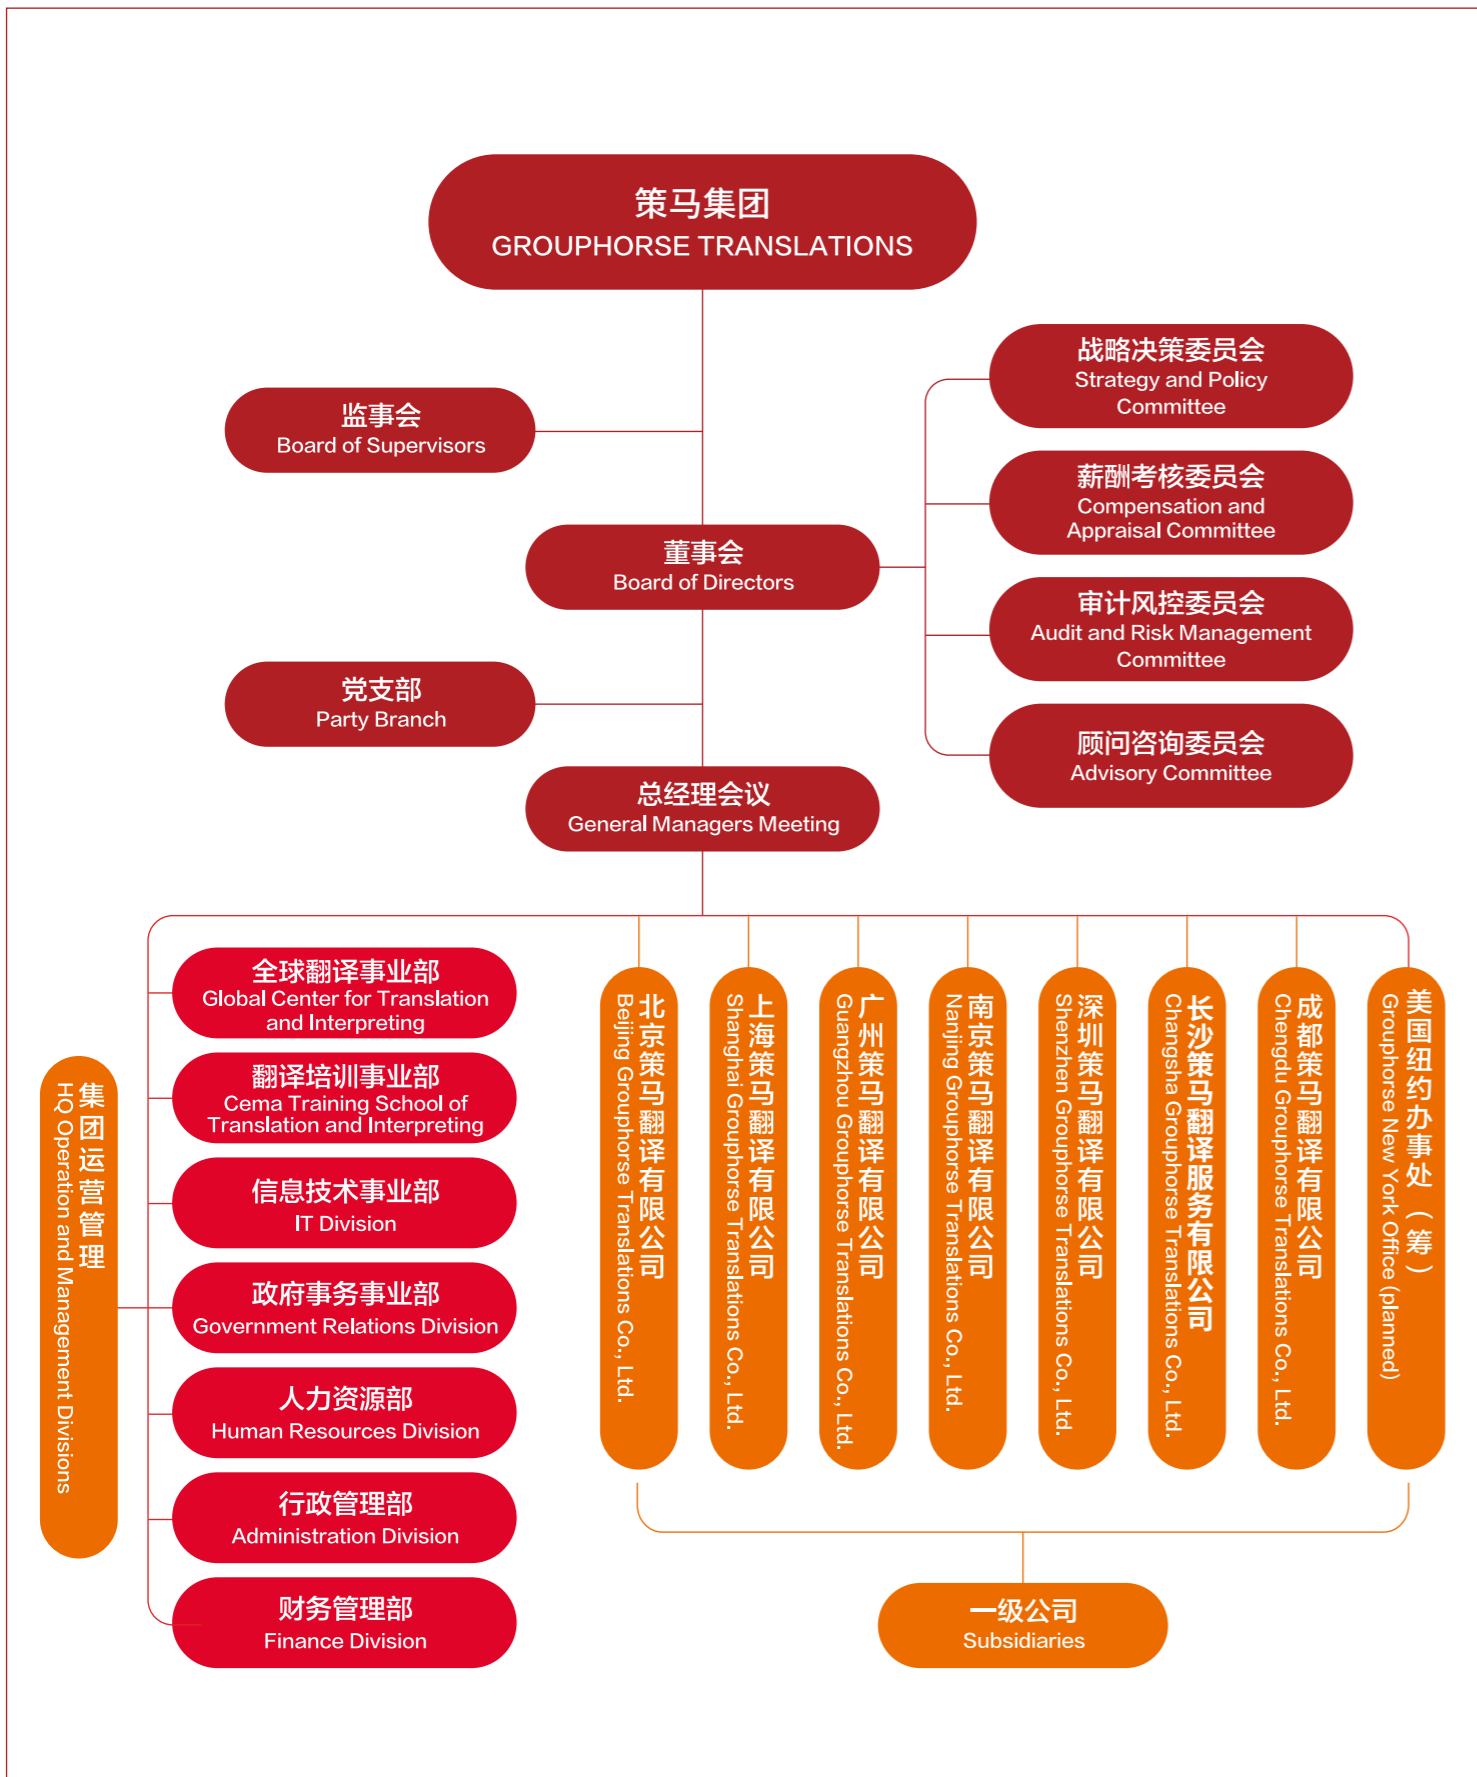 策马集团
GROUPHORSE TRANSLATIONS
监事会
Board of Supervisors
董事会
Board of Directors
战略决策委员会
Strategy and Policy
Committee
薪酬考核委员会
Compensation and
Appraisal Committee
审计风控委员会
Audit and Risk Management
Committee
顾问咨询委员会
Advisory Committee
党支部
Party Branch
总经理会议
General Managers Meeting
集团运营管理
HQ Operation and Management Divisions
全球翻译事业部
Global Center for Translation
and Interpreting
翻译培训事业部
Cema Training School of
Translation and Interpreting
信息技术事业部
IT Division
政府事务事业部
Government Relations Division
人力资源部
Human Resources Division
行政管理部
Administration Division
财务管理部
Finance Division
北京策马翻译有限公司
Beijing Grouphorse Translations Co., Ltd.
上海策马翻译有限公司
Shanghai Grouphorse Translations Co., Ltd.
广州策马翻译有限公司
Guangzhou Grouphorse Translations Co., Ltd.
南京策马翻译有限公司
Nanjing Grouphorse Translations Co., Ltd.
深圳策马翻译有限公司
Shenzhen Grouphorse Translations Co., Ltd.
长沙策马翻译服务有限公司
Changsha Grouphorse Translations Co., Ltd.
成都策马翻译有限公司
Chengdu Grouphorse Translations Co., Ltd.
美国纽约办事处（筹）
Grouphorse New York Office (planned)
一级公司
Subsidiaries